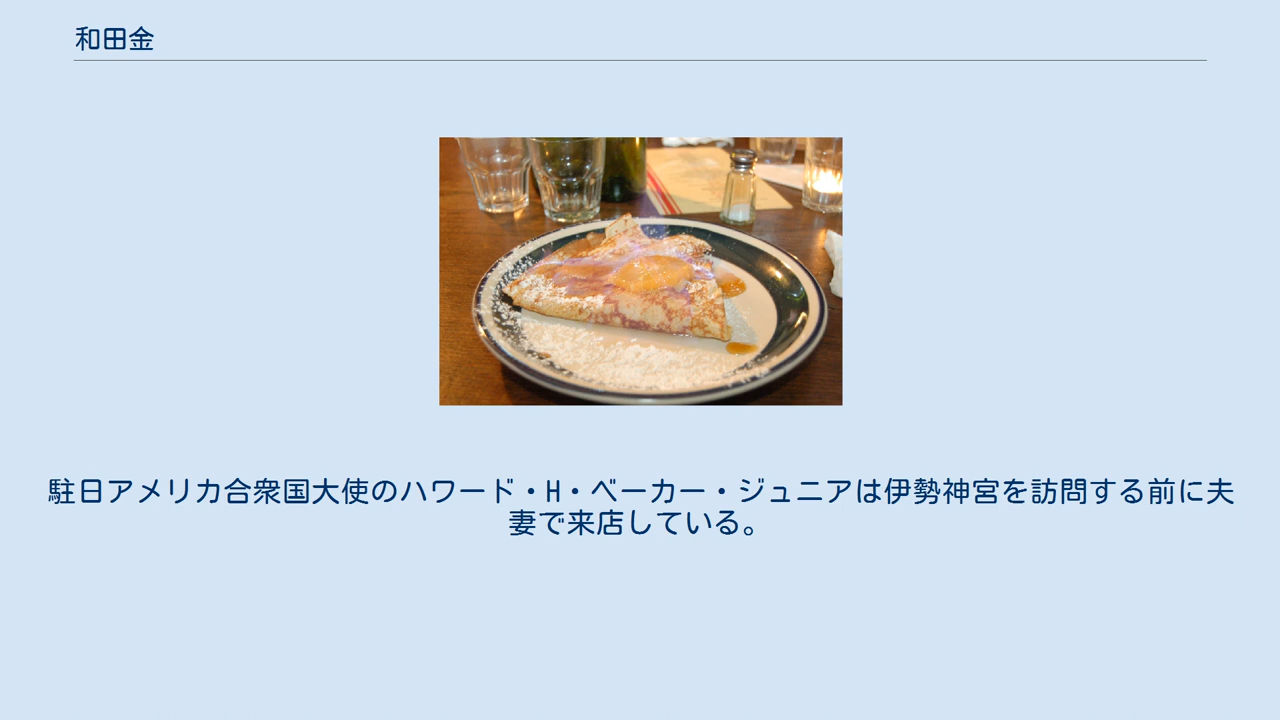 和田金
駐日アメリカ合衆国大使のハワード・H・ベーカー・ジュニアは伊勢神宮を訪問する前に夫
妻で来店している。